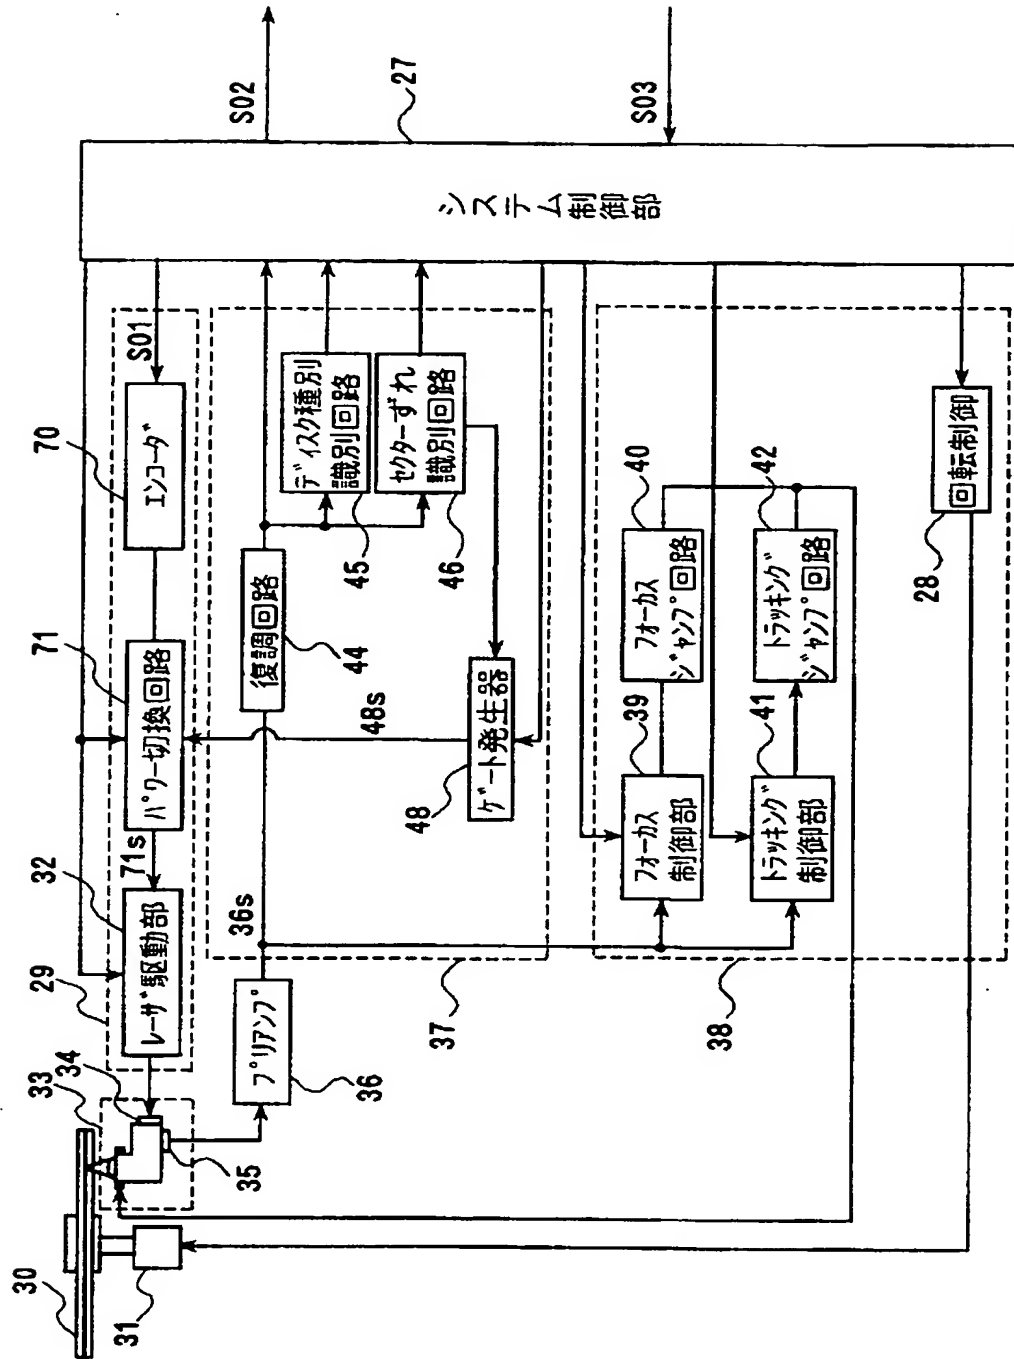 30
31
33
34
35
29
32
レーザ駆動部
71s
71
パワー切換回路
70
エンコーダ
S01
プリアンプ
36
36s
37
復調回路
44
ディスク種別
識別回路
45
セクターずれ
識別回路
46
48s
ゲート発生器
48
フォーカス
制御部
39
フォーカス
ジャンプ回路
40
トラッキング
制御部
41
トラッキング
ジャンプ回路
42
38
回転制御
28
システム制御部
27
S02
S03